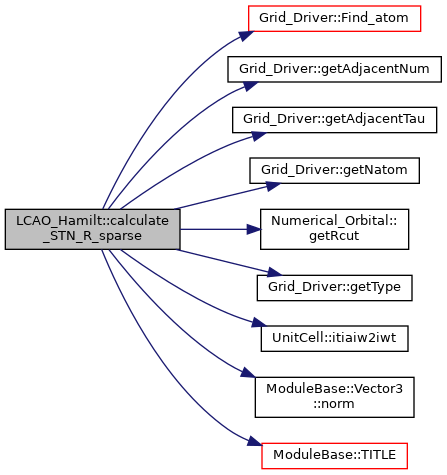 Grid_Driver::Find_atom
Grid_Driver::getAdjacentNum
Grid_Driver::getAdjacentTau
Grid_Driver::getNatom
LCAO_Hamilt::calculate
_STN_R_sparse
Numerical_Orbital::
getRcut
Grid_Driver::getType
UnitCell::itiaiw2iwt
ModuleBase::Vector3
::norm
ModuleBase::TITLE